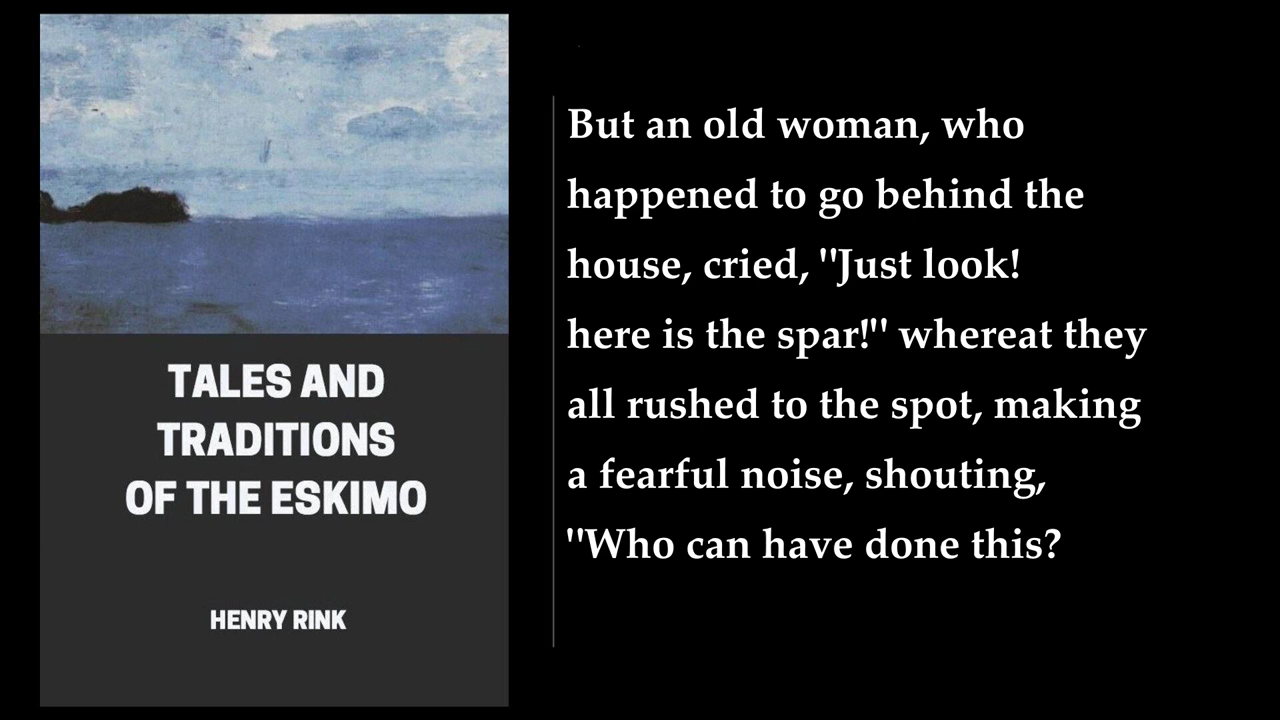 TALES AND
TRADITIONS
OF THE ESKIMO
HENRY RINK
But an old woman, who
happened to go behind the
house, cried, "Just look!
here is the spar!"' whereat they
all rushed to the spot, making
a fearful noise, shouting,
"Who can have done this?